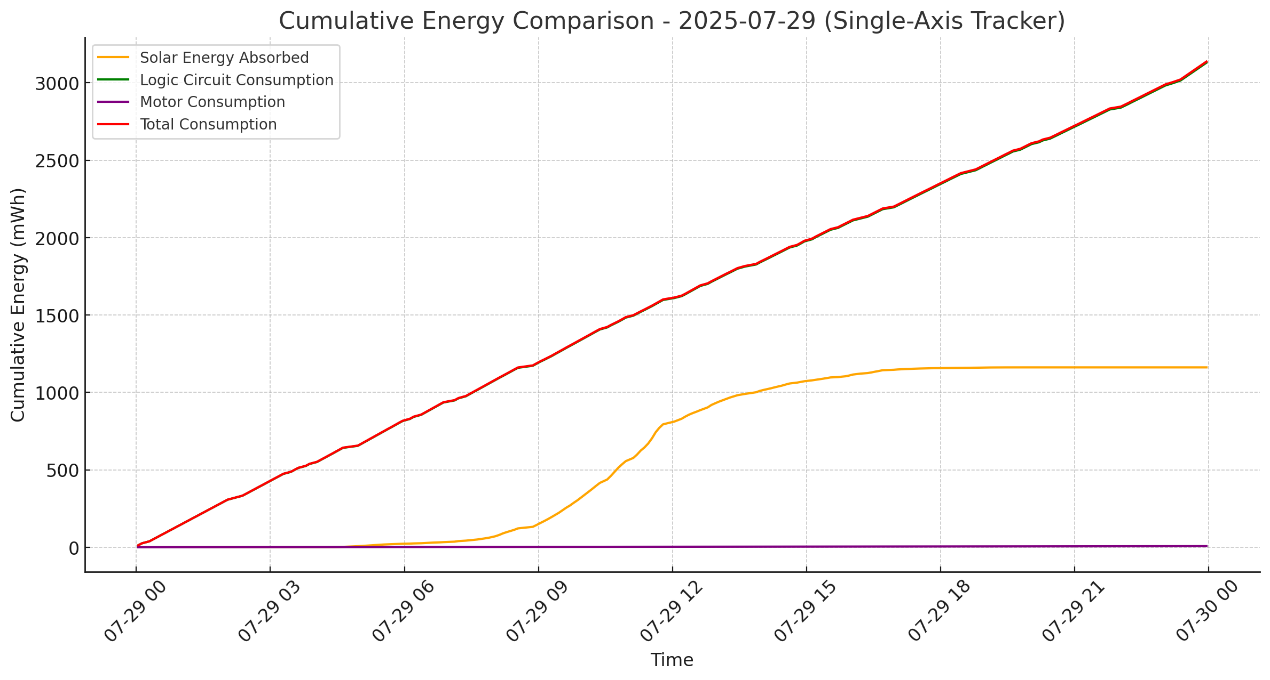 Cumulative Energy Comparison - 2025-07-29 (Single-Axis Tracker)
Solar Energy Absorbed
Logic Circuit Consumption
Motor Consumption
Total Consumption
Cumulative Energy (mWh)
3000
2500
2000
1500
1000
500
0
07-29 00
07-29 03
07-29 06
07-29 09
07-29 12
07-29 15
07-29 18
07-29 21
07-30 00
Time